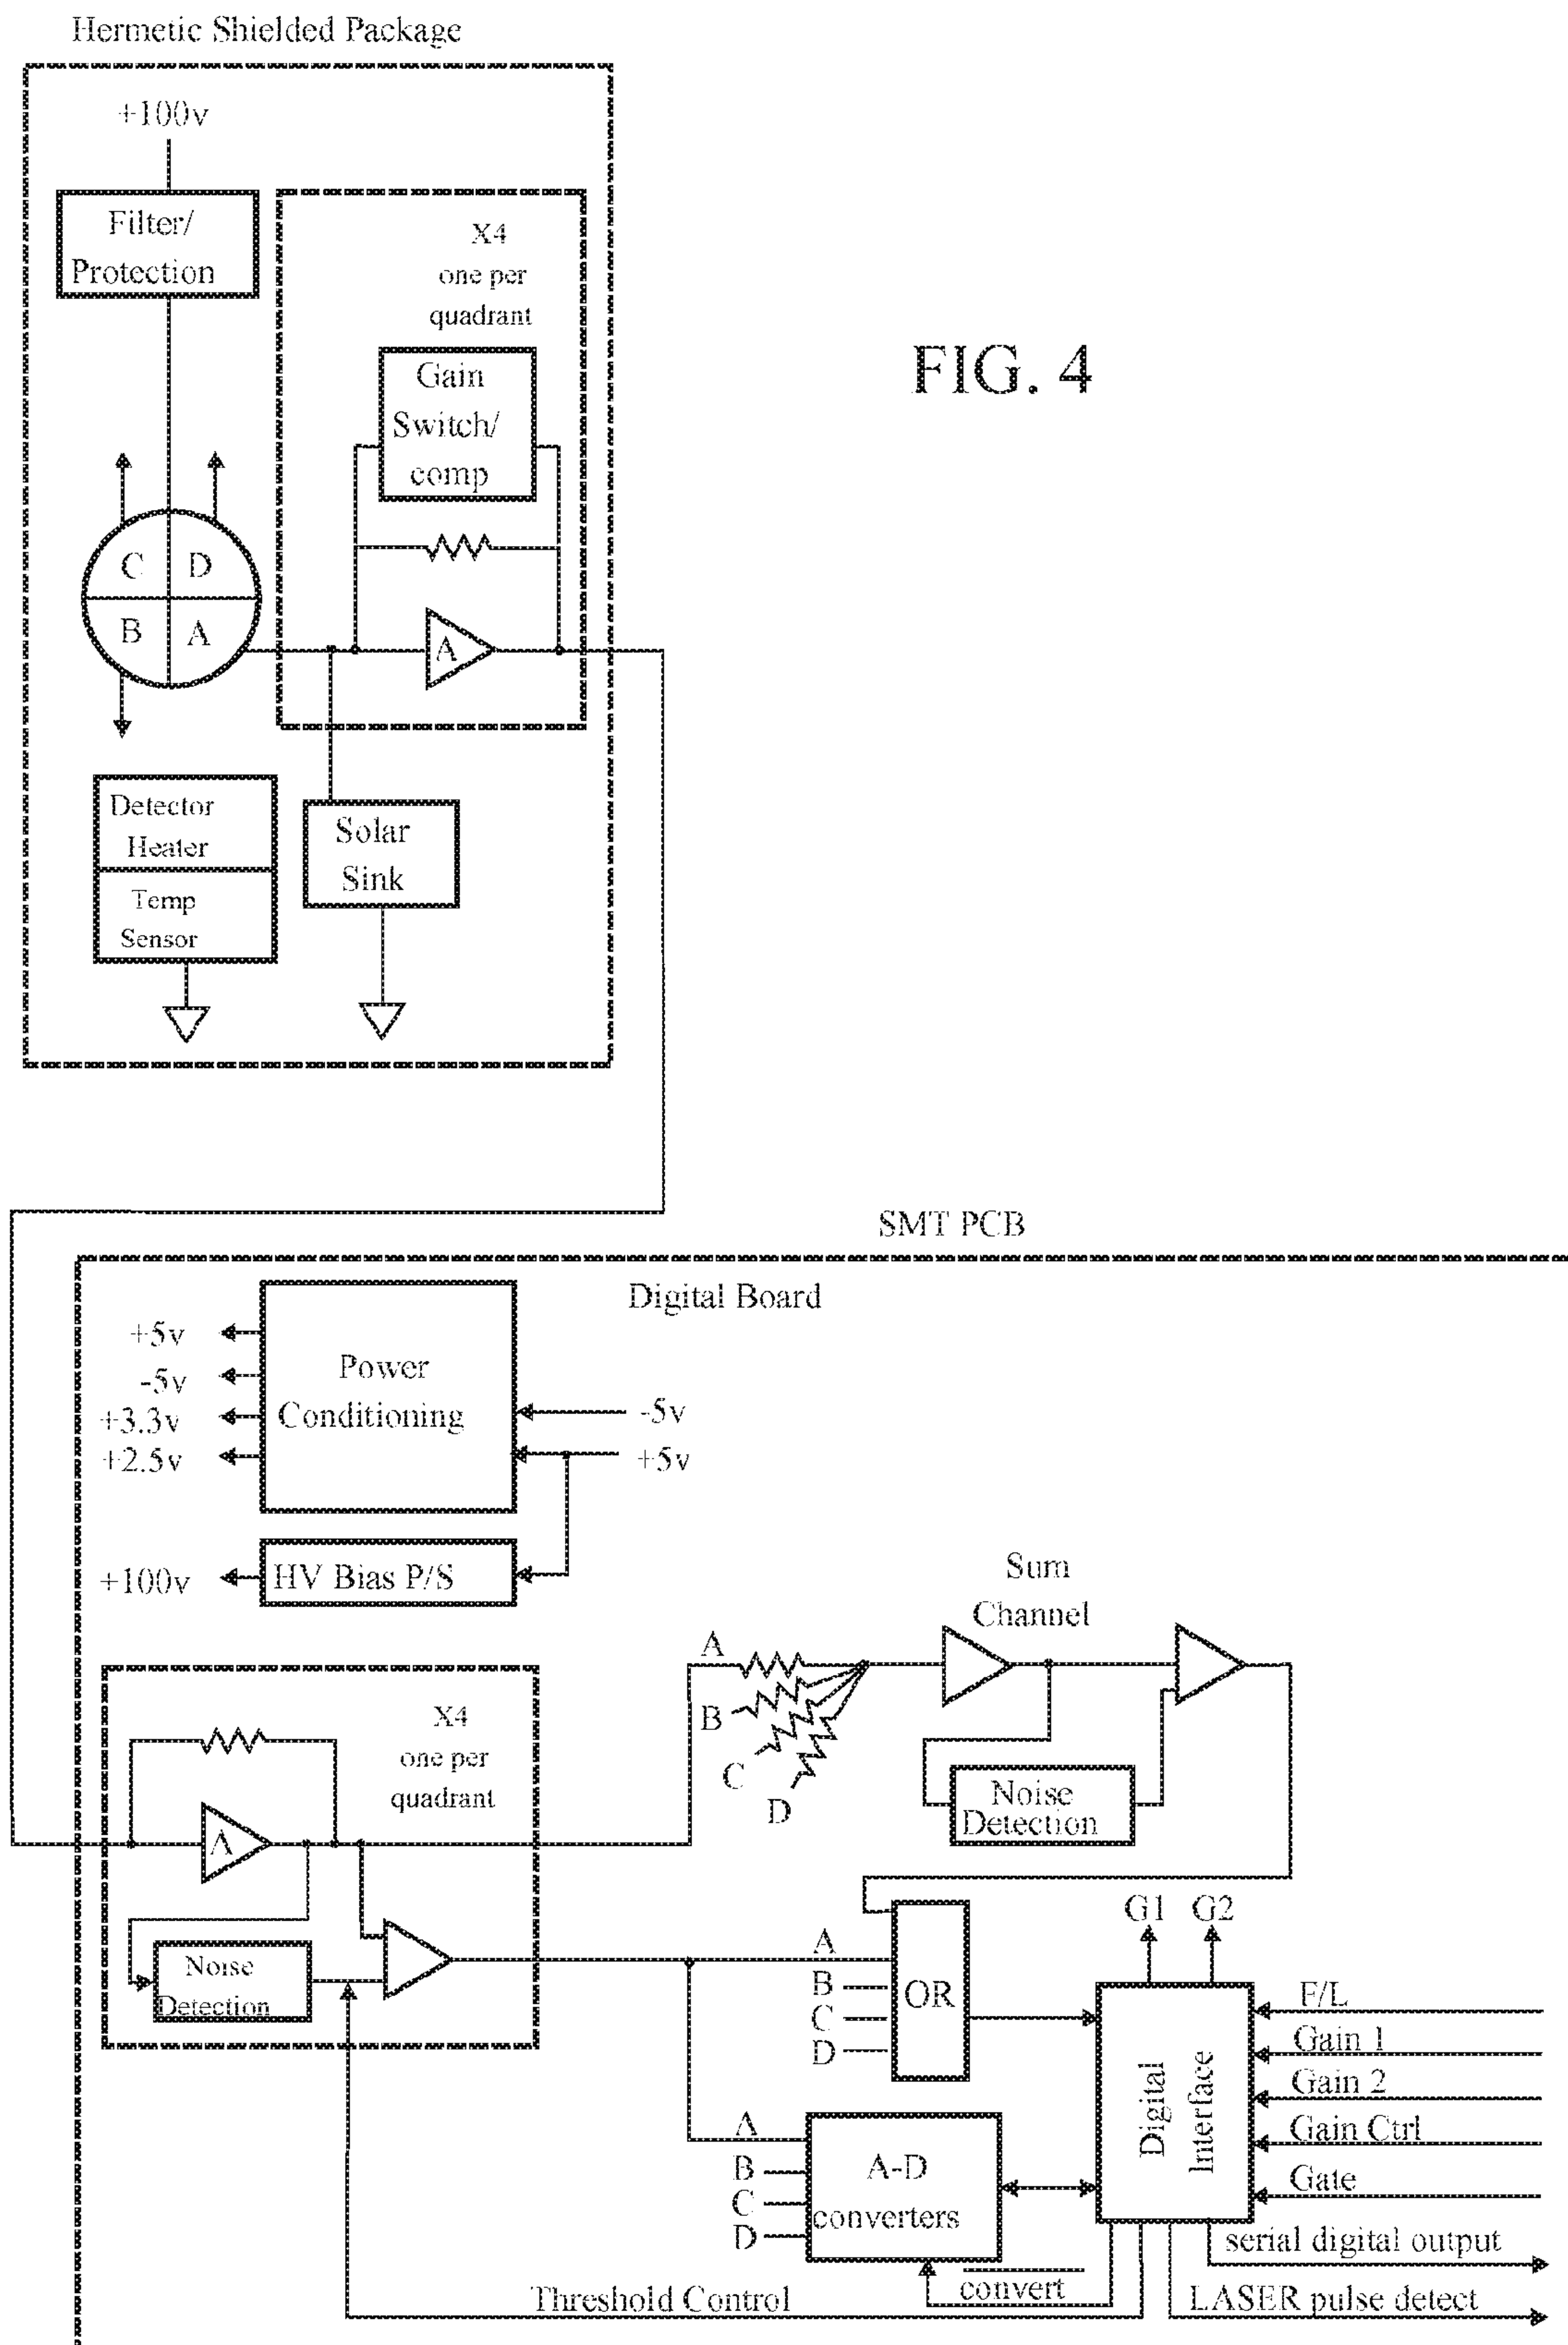 Hermetic Shielded Package
+100v
Filter/
Protection
X4
one per
quadrant
Gain
Switch/
comp
FIG. 4
C D
B A
A
Detector
Heater
Temp
Sensor
Solar
Sink
SMT PCB
Digital Board
+5v
-5v
+3.3v
+2.5v
Power
Conditioning
-5v
+5v
+100v
HV Bias P/S
Sum
Channel
A
B
C
D
Noise
Detection
X4
one per
quadrant
A
Noise
Detection
A
B
C
D
OR
G1 G2
Digital
Interface
F/L
Gain 1
Gain 2
Gain Ctrl
Gate
A
B
C
D
A-D
converters
serial digital output
convert
Threshold Control
LASER pulse detect